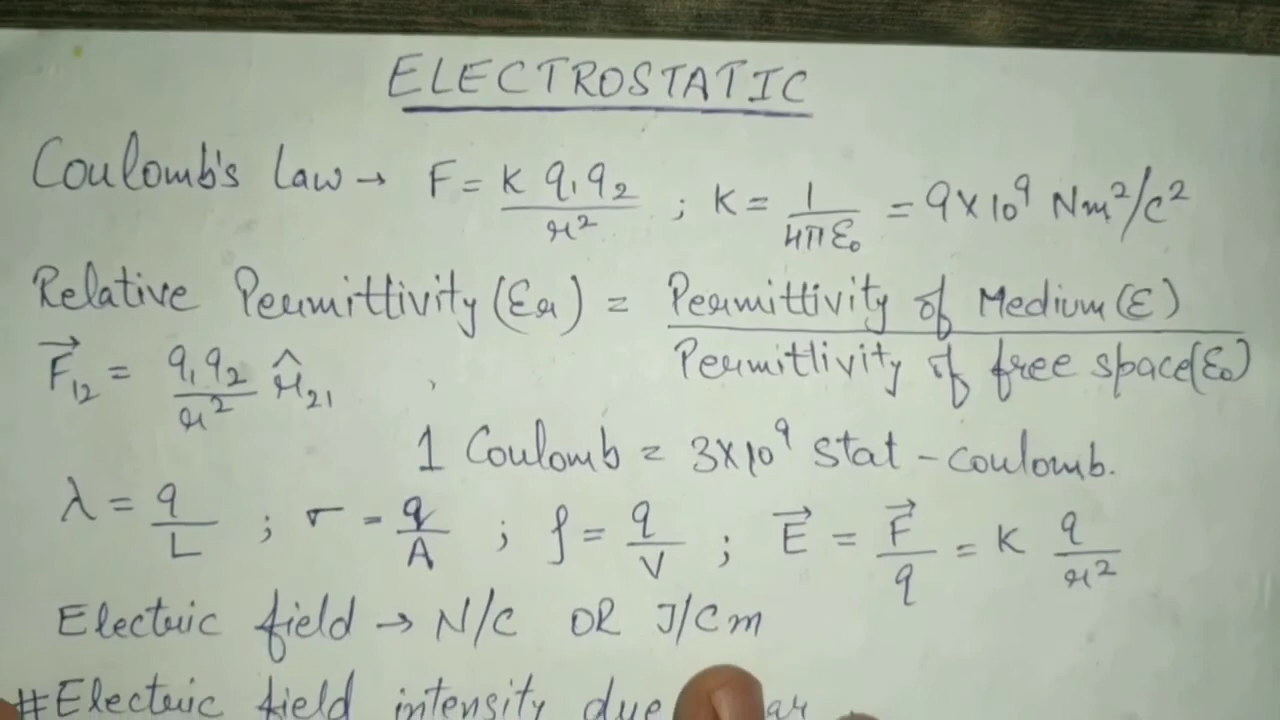 ELECTROSTATIC
Coulomb's Law → F = K q₁q₂ / r² ; K = 1 / 4πε₀ = 9×10⁹ Nm²/C²
Relative Permittivity (εr) = Permittivity of Medium (ε) / Permittivity of free space (ε₀)
F⃗₁₂ = q₁q₂ / r² r̂₂₁
1 Coulomb = 3×10⁹ Stat-coulomb.
λ = q / L ; σ = q / A ; ρ = q / V ; E⃗ = F⃗ / q = K q / r²
Electric field → N/C OR J/Cm
#Electric field intensity due